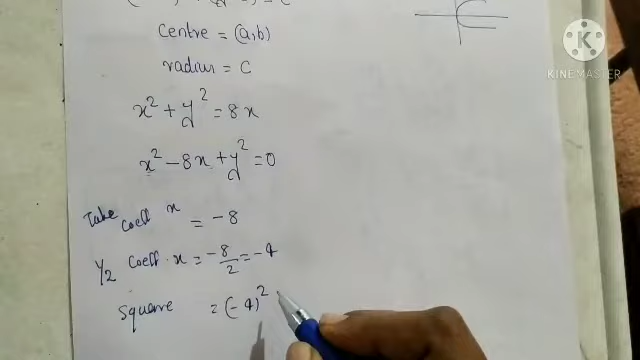 centre = (a,b)
radius = c
x² + y² = 8x
x² - 8x + y² = 0
Take coeff x = -8
1/2 coeff. x = -8/2 = -4
square = (-4)²
KINEMASTER